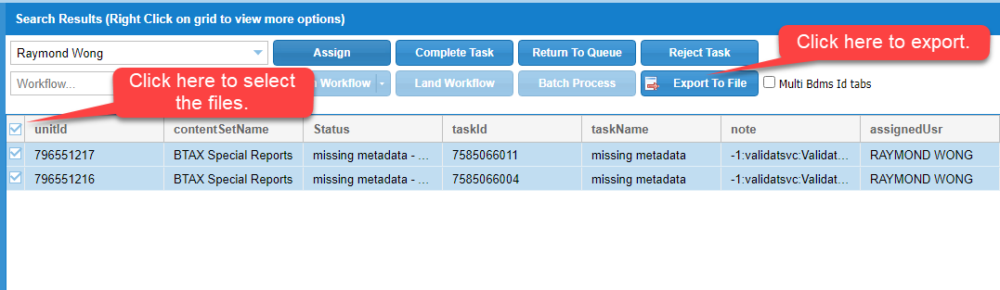 Search Results (Right Click on grid to view more options)
Click here to export.
Raymond Wong
Assign
Complete Task
Return To Queue
Reject Task
Click here to select
the files.
Workflow...
Workflow
Land Workflow
Batch Process
Export To File
Multi Bdms Id tabs
unitId contentSetName Status taskId taskName note assignedUsr
796551217 BTAX Special Reports missing metadata - ... 7585066011 missing metadata -1:validatsvc:Validat... RAYMOND WONG
796551216 BTAX Special Reports missing metadata - ... 7585066004 missing metadata -1:validatsvc:Validat... RAYMOND WONG